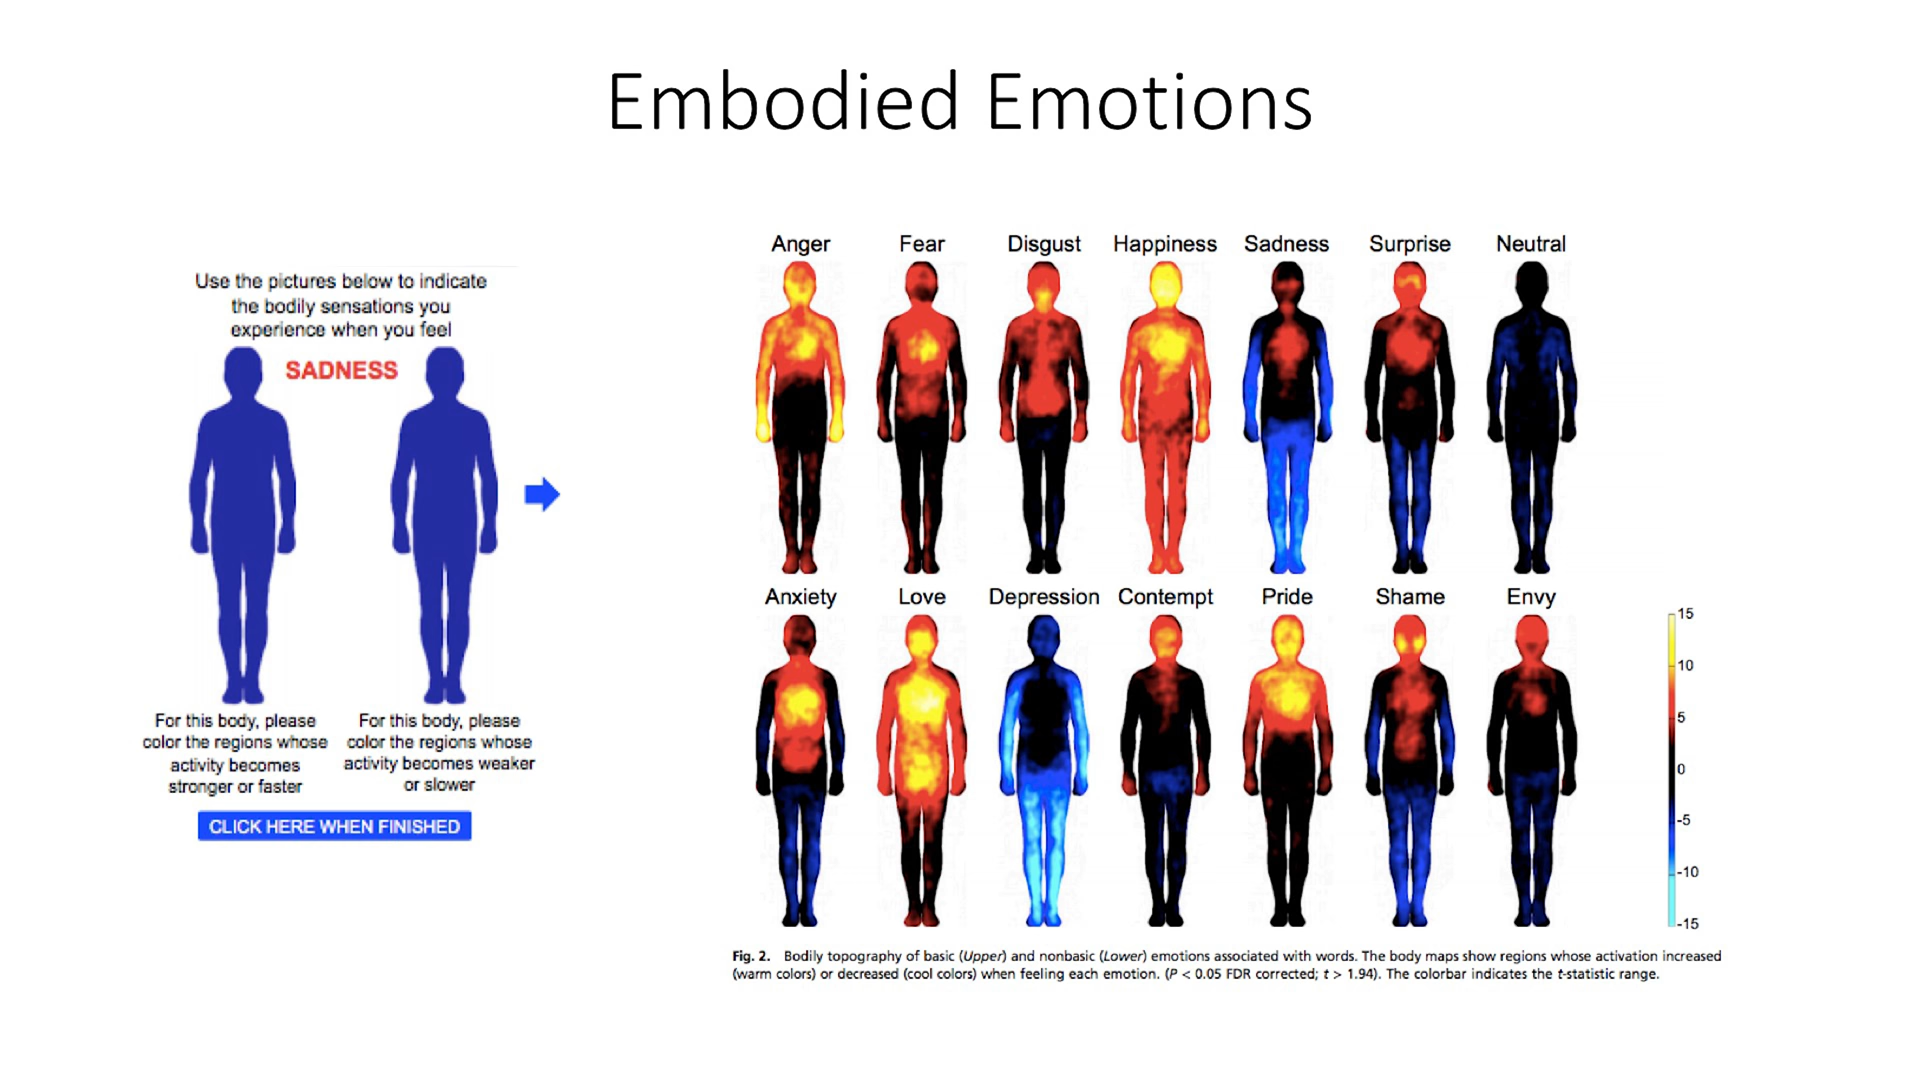 Embodied Emotions
Use the pictures below to indicate
the bodily sensations you
experience when you feel
SADNESS
For this body, please
color the regions whose
activity becomes
stronger or faster
For this body, please
color the regions whose
activity becomes weaker
or slower
CLICK HERE WHEN FINISHED
Anger Fear Disgust Happiness Sadness Surprise Neutral
Anxiety Love Depression Contempt Pride Shame Envy
15
10
5
0
-5
-10
-15
Fig. 2. Bodily topography of basic (Upper) and nonbasic (Lower) emotions associated with words. The body maps show regions whose activation increased
(warm colors) or decreased (cool colors) when feeling each emotion. (P < 0.05 FDR corrected; t > 1.94). The colorbar indicates the t-statistic range.